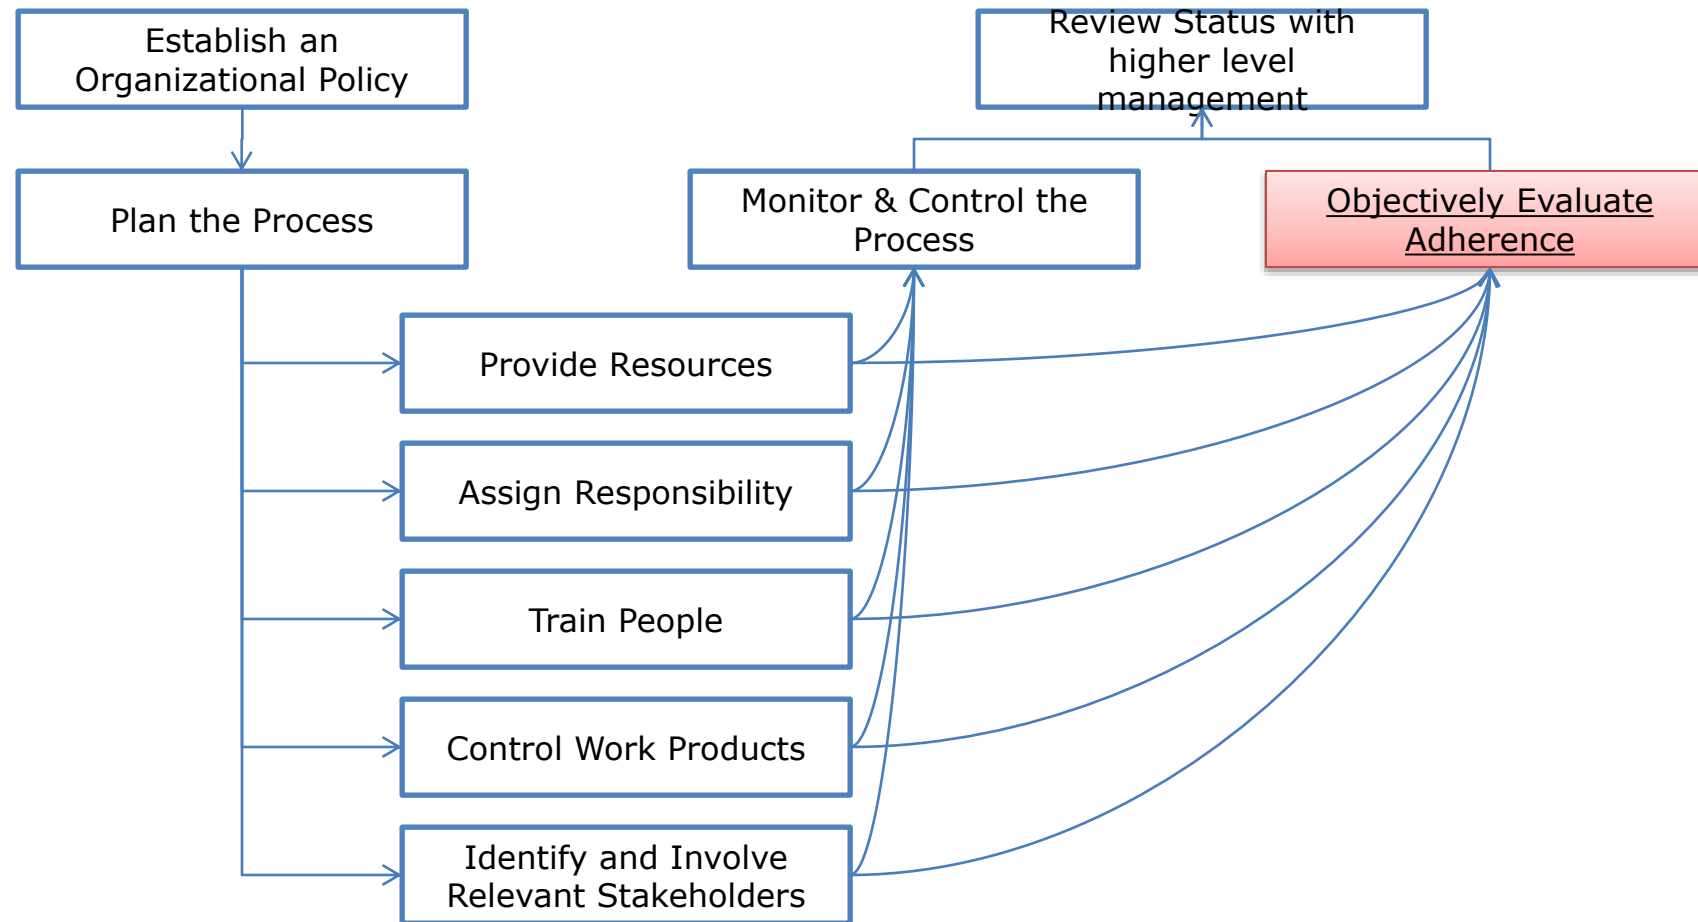 Establish an
Organizational Policy
Review Status with
higher level
management
Plan the Process
Monitor & Control the
Process
Objectively Evaluate
Adherence
Provide Resources
Assign Responsibility
Train People
Control Work Products
Identify and Involve
Relevant Stakeholders